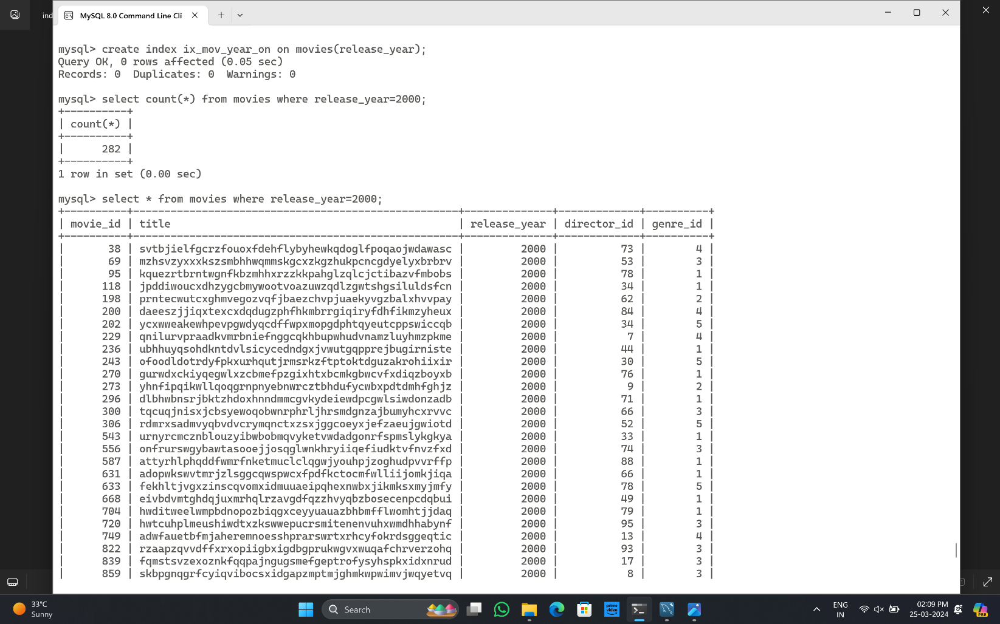 ind
MySQL 8.0 Command Line Cli
mysql> create index ix_mov_year_on on movies(release_year);
Query OK, 0 rows affected (0.05 sec)
Records: 0  Duplicates: 0  Warnings: 0
mysql> select count(*) from movies where release_year=2000;
+----------+
| count(*) |
+----------+
|      282 |
+----------+
1 row in set (0.00 sec)
mysql> select * from movies where release_year=2000;
+----------+----------------------------------------------------+--------------+-------------+----------+
| movie_id | title                                              | release_year | director_id | genre_id |
+----------+----------------------------------------------------+--------------+-------------+----------+
|       38 | svtbjielfgcrzfouoxfdehflybyhewkqdoglfpoqaojwdawasc |         2000 |          73 |        4 |
|       69 | mzhsvzyxxxkszsmbhhwqmmskgcxzkgzhukpcncgdyelyxbrbrv |         2000 |          53 |        3 |
|       95 | kquezrtbrntwgnfkbzmhhxrzzkkpahglzqlcjctibazvfmbobs |         2000 |          78 |        1 |
|      118 | jpddiwoucxdhzygcbmywootvoazuwzqdlzgwtshgsiluldsfcn |         2000 |          34 |        1 |
|      198 | prntecwutcxghmvegozvqfjbaezchvpjuaekyvgzbalxhvvpay |         2000 |          62 |        2 |
|      200 | daeeszjjiqxtexcxdqdugzphfhkmbrrgiqiryfdhfikmzyheux |         2000 |          84 |        4 |
|      202 | ycxwweakewhpevpgwdyqcdffwpxmopgdphtqyeutcppswiccqb |         2000 |          34 |        5 |
|      229 | qnilurvpraadkvmrbniefnggcqkhbupwhudvnamzluyhmzpkme |         2000 |           7 |        4 |
|      236 | ubhhuyqsohdkntdvlsicycedndgxjvwutgqpprejbugirniste |         2000 |          44 |        1 |
|      243 | ofoodldotrdyfpkxurhqutjrmsrkzftptoktdguzakrohiixir |         2000 |          30 |        5 |
|      270 | gurwdxckiyqegwlxzcbmefpzgixhtxbcmkgbwcvfxdiqzboyxb |         2000 |          76 |        1 |
|      273 | yhnfipqikwllqoqgrnpnyebnwrcztbhdufycwbxpdtdmhfghjz |         2000 |           9 |        2 |
|      296 | dlbhwbnsrjbktzhdoxhnndmmcgvkydeiewdpcgwlsiwdonzadb |         2000 |          71 |        1 |
|      300 | tqcuqjnisxjcbsyewoqobwnrphrljhrsmdgnzajbumyhcxrvvc |         2000 |          66 |        3 |
|      306 | rdmrxsadmvyqbvdvcrymqnctxzsxjggcoeyxjefzaeujgwiotd |         2000 |          52 |        5 |
|      543 | urnyrcmcznblouzyibwbobmqvyketvwdadgonrfspmslykgkya |         2000 |          33 |        1 |
|      556 | onfrurswgybawtasooejjosqglwnkhryiiqefiudktvfnvzfxd |         2000 |          74 |        3 |
|      587 | attyrhlphqddfwmrfnketmuclclqgwjyouhpjzoghudpvvrffp |         2000 |          88 |        1 |
|      631 | adopwkswvtmrjzlsggcqwspwcxfpdfkctocmfwlliijomkjiqa |         2000 |          66 |        1 |
|      633 | fekhltjvgxzinscqvomxidmuuaeipqhexnwbxjikmksxmyjmfy |         2000 |          78 |        5 |
|      668 | eivbdvmtghdqjuxmrhqlrzavgdfqzzhvyqbzbosecenpcdqbui |         2000 |          49 |        1 |
|      704 | hwditweelwmpbdnopozbiqgxceyyuauazbhbmfflwomhtjjdaq |         2000 |          79 |        1 |
|      720 | hwtcuhplmeushiwdtxzkswwepucrsmitenenvuhxwmdhhabynf |         2000 |          95 |        3 |
|      749 | adwfauetbfmjaheremnoesshprarswrtxrhcyfokrdsggeqtic |         2000 |          13 |        4 |
|      822 | rzaapzqvvdffxrxopiigbxigdbgprukwgvxwuqafchrverzohq |         2000 |          93 |        3 |
|      839 | fqmstsvzexoznkfqqpajngugsmefgeptrofysyhspkxidxnrud |         2000 |          17 |        3 |
|      859 | skbpgnqgrfcyiqvibocsxidgapzmptmjghmkwpwimvjwqyetvq |         2000 |           8 |        3 |
33°C
Sunny
Search
prime video
ENG
IN
02:09 PM
25-03-2024
PRE